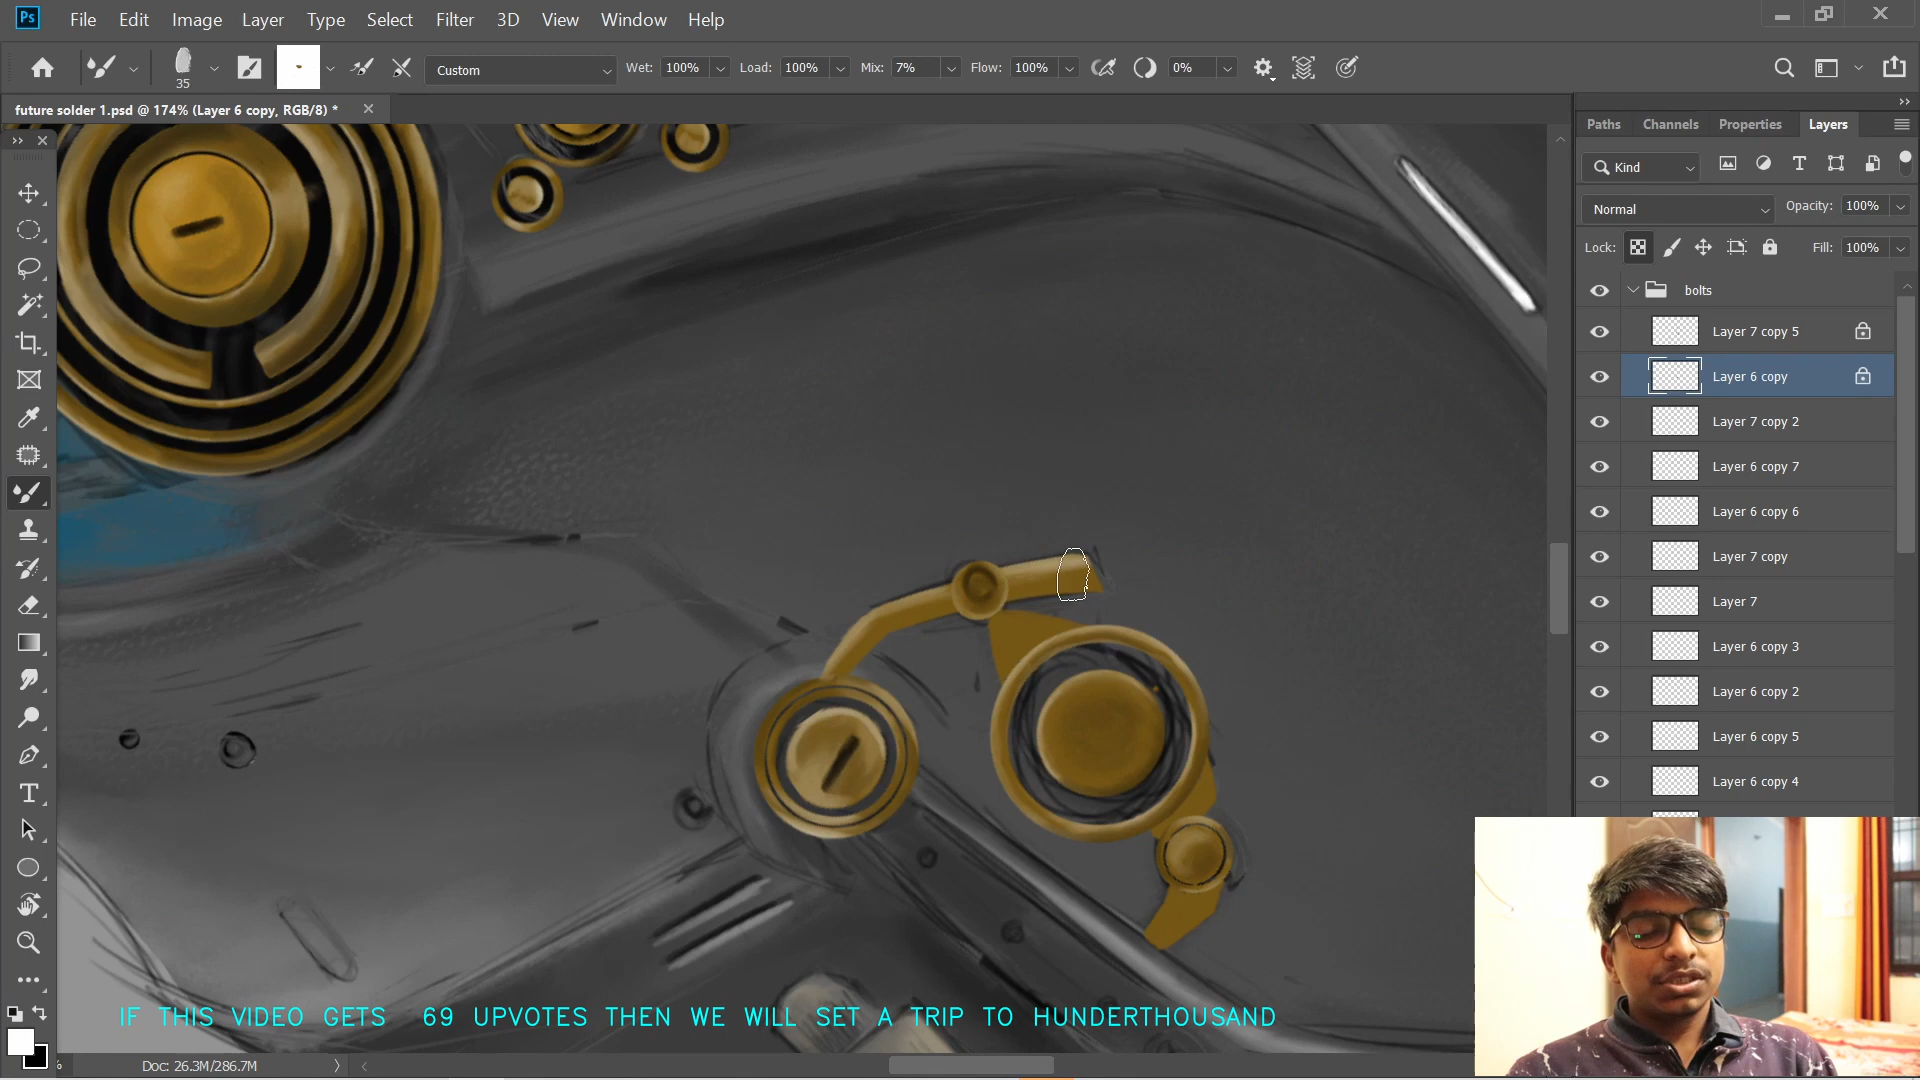 Ps File Edit Image Layer Type Select Filter 3D View Window Help
35 Custom Wet: 100% Load: 100% Mix: 7% Flow: 100% 0%
future solder 1.psd @ 174% (Layer 6 copy, RGB/8) *
Paths Channels Properties Layers
Kind
Normal Opacity: 100%
Lock: Fill: 100%
bolts
Layer 7 copy 5
Layer 6 copy
Layer 7 copy 2
Layer 6 copy 7
Layer 6 copy 6
Layer 7 copy
Layer 7
Layer 6 copy 3
Layer 6 copy 2
Layer 6 copy 5
Layer 6 copy 4
IF THIS VIDEO GETS 69 UPVOTES THEN WE WILL SET A TRIP TO HUNDERTHOUSAND
% Doc: 26.3M/286.7M